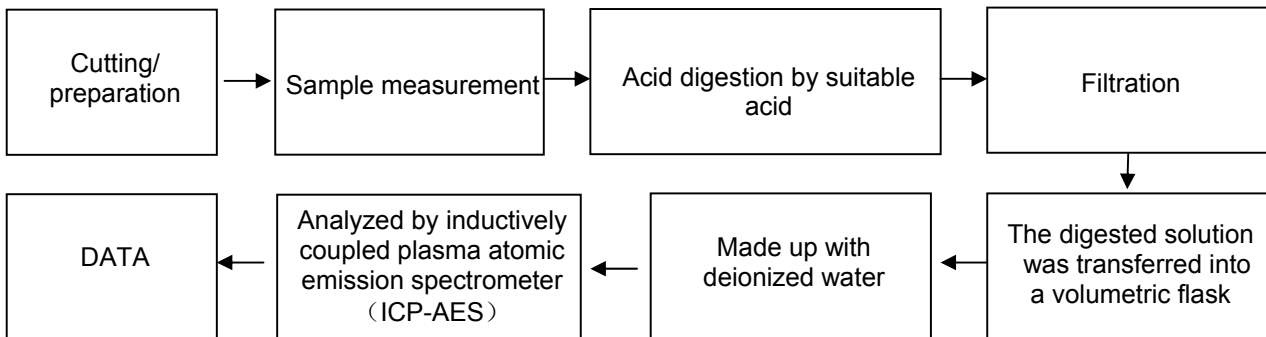 Cutting/
preparation
Sample measurement
Acid digestion by suitable
acid
Filtration
The digested solution
was transferred into
a volumetric flask
Made up with
deionized water
Analyzed by inductively
coupled plasma atomic
emission spectrometer
（ICP-AES）
DATA